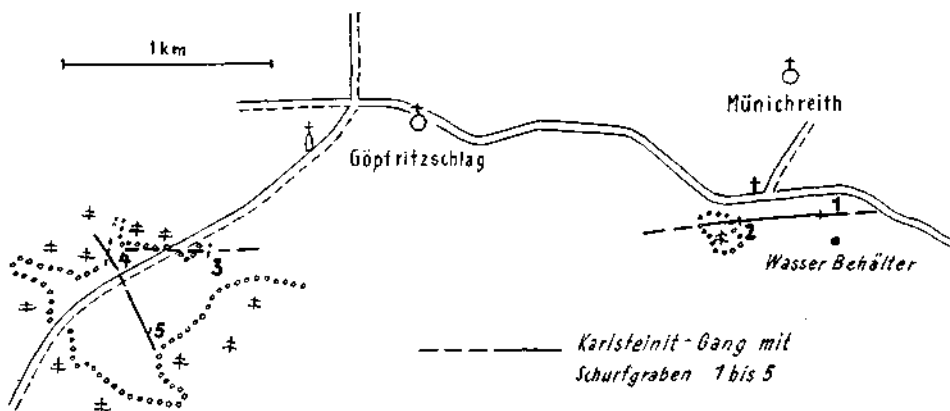 1 km
Münichreith
Göpfritzschlag
1
2
3
4
5
Wasser Behälter
Karlsteinit-Gang mit
Schurfgraben 1 bis 5